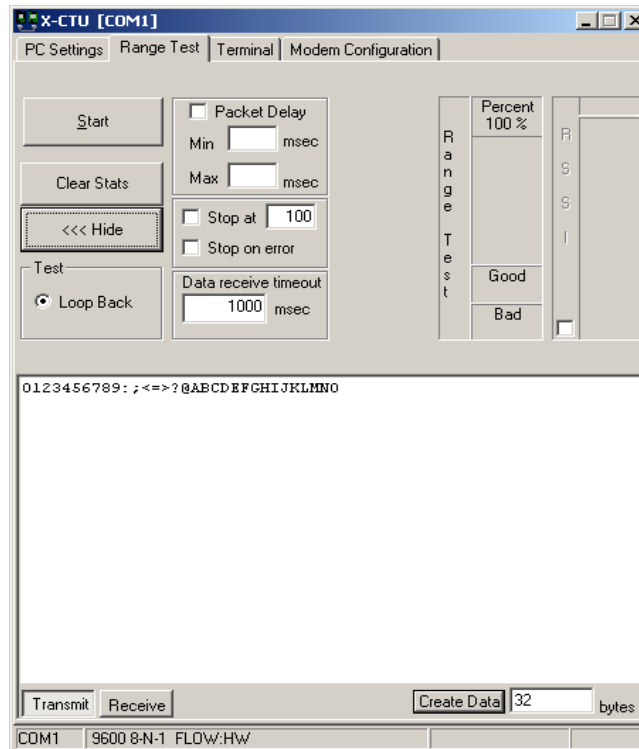 X-CTU [COM1]
PC Settings
Range Test
Terminal
Modem Configuration
Start
Clear Stats
<<< Hide
Test
Loop Back
Packet Delay
Min msec
Max msec
Stop at 100
Stop on error
Data receive timeout
1000 msec
Range Test
Percent
100 %
Good
Bad
RSSI
0123456789:;<=>?@ABCDEFGHIJKLMNO
Transmit
Receive
Create Data 32 bytes
COM1
9600 8-N-1 FLOW:HW